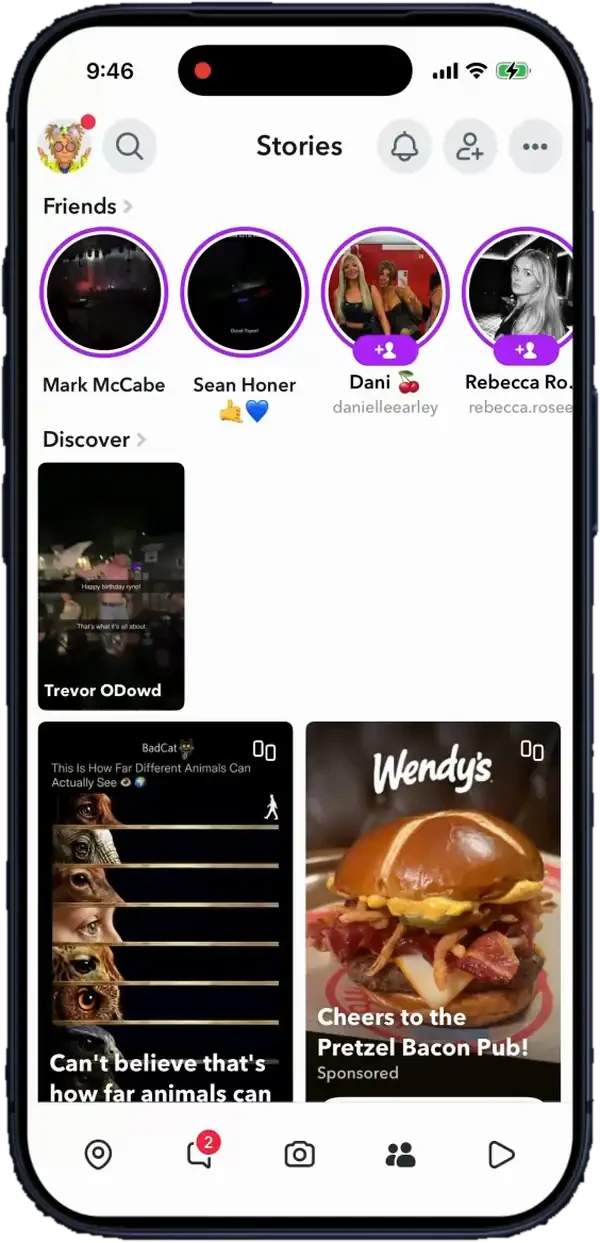 9:46
Stories
Friends
Mark McCabe
Sean Honer
🤙💙
Dani 🍒
danielleearley
Rebecca Ro.
rebecca.rosee
Discover
Happy birthday ryno!
That's what it's all about.
Trevor ODowd
BadCat
This Is How Far Different Animals Can
Actually See
Can't believe that's
how far animals can
Wendy's
Cheers to the
Pretzel Bacon Pub!
Sponsored
2